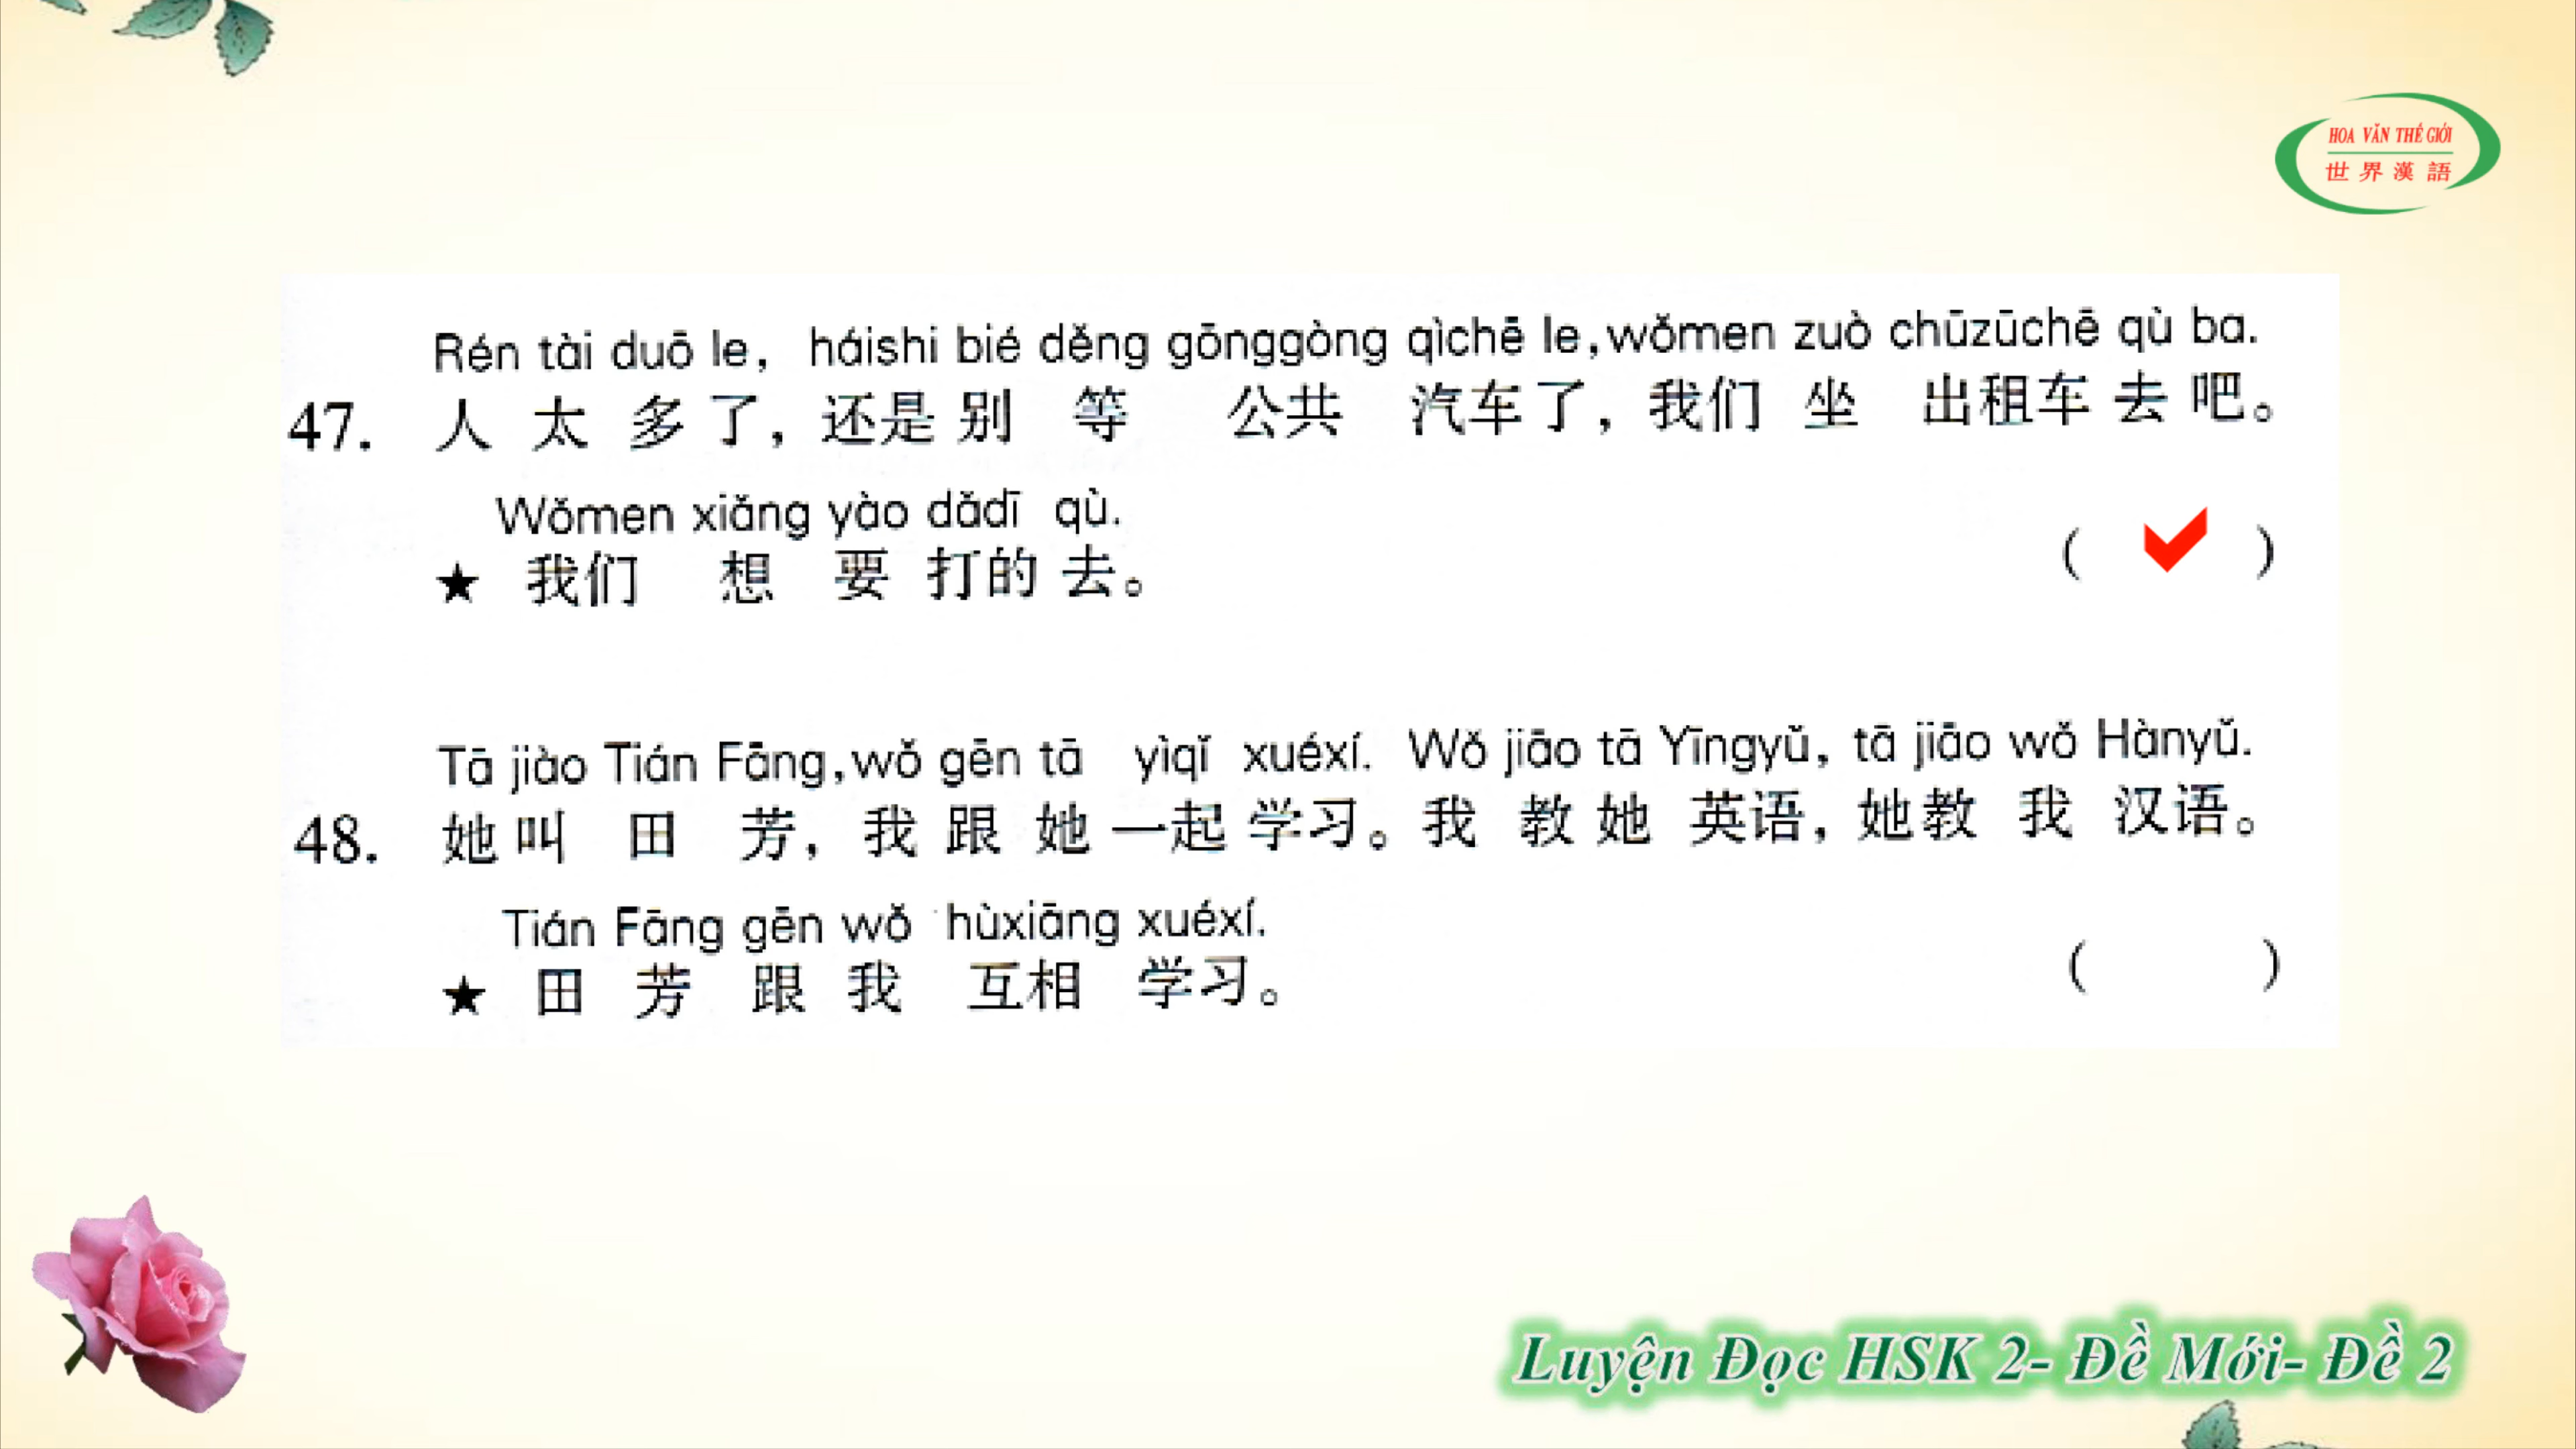 HOA VĂN THẾ GIỚI
世界漢語
Rén tài duō le, háishi bié děng gōnggòng qìchē le, wǒmen zuò chūzūchē qù ba.
47. 人太多了，还是别等公共汽车了，我们坐出租车去吧。
Wǒmen xiǎng yào dǎdī qù.
★ 我们想要打的去。 ( ✓ )
Tā jiào Tián Fāng, wǒ gēn tā yìqǐ xuéxí. Wǒ jiāo tā Yīngyǔ, tā jiāo wǒ Hànyǔ.
48. 她叫田芳，我跟她一起学习。我教她英语，她教我汉语。
Tián Fāng gēn wǒ hùxiāng xuéxí.
★ 田芳跟我互相学习。 ( )
Luyện Đọc HSK 2- Đề Mới- Đề 2